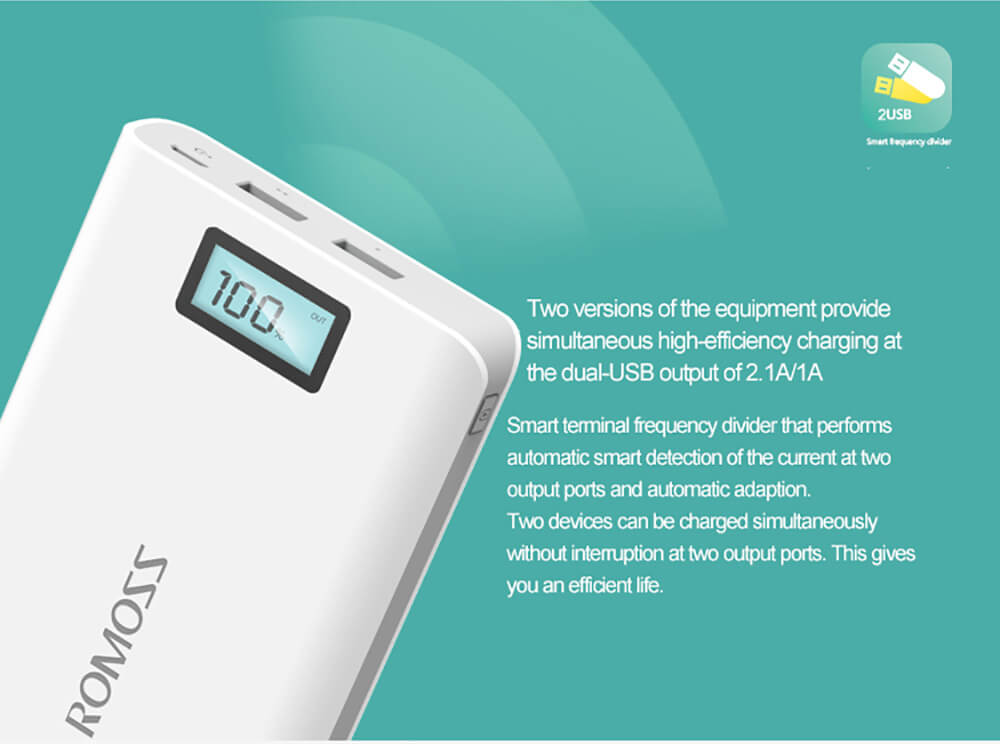 2USB
Smart frequency divider
100%
OUT
Two versions of the equipment provide
simultaneous high-efficiency charging at
the dual-USB output of 2.1A/1A
Smart terminal frequency divider that performs
automatic smart detection of the current at two
output ports and automatic adaption.
Two devices can be charged simultaneously
without interruption at two output ports. This gives
you an efficient life.
ROMOSS